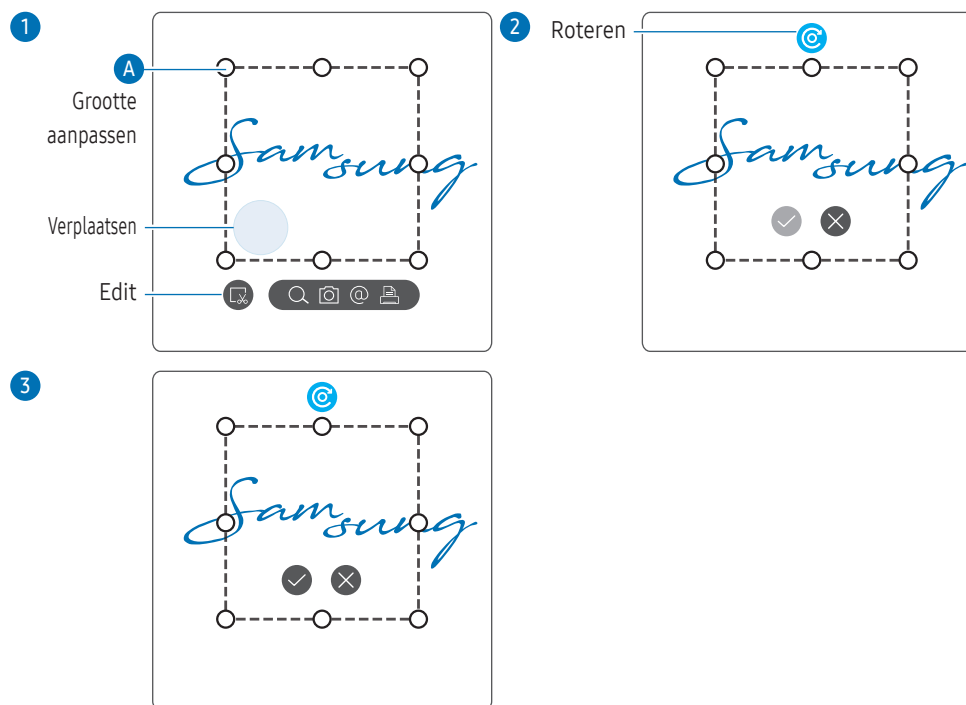 1
A
Grootte
aanpassen
Samsung
Verplaatsen
Edit
@
2
Roteren
Samsung
3
Samsung